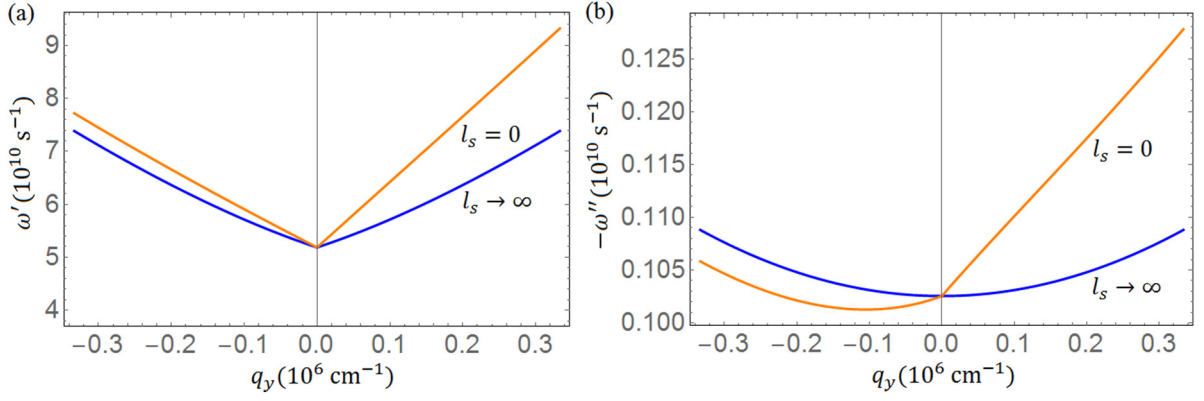 (a)
9
8
7
6
5
4
ω′(10¹⁰ s⁻¹)
l_s = 0
l_s → ∞
−0.3 −0.2 −0.1 0.0 0.1 0.2 0.3
q_y(10⁶ cm⁻¹)
(b)
0.125
0.120
0.115
0.110
0.105
0.100
−ω″(10¹⁰ s⁻¹)
l_s = 0
l_s → ∞
−0.3 −0.2 −0.1 0.0 0.1 0.2 0.3
q_y(10⁶ cm⁻¹)